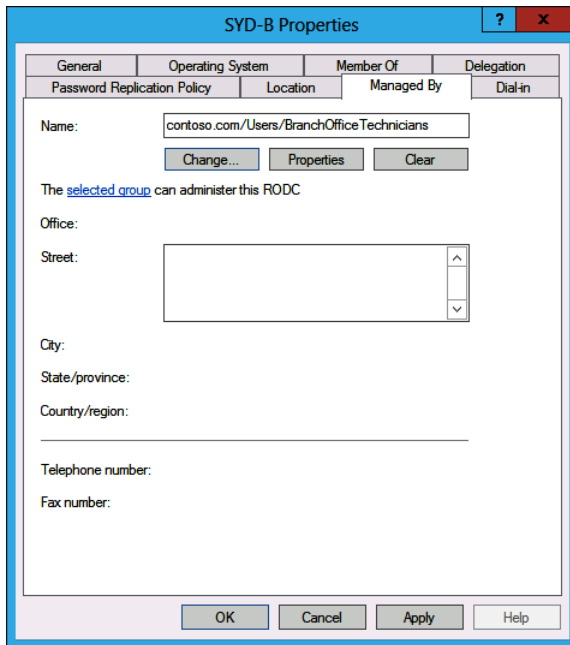 SYD-B Properties
?
x
General Operating System Member Of Delegation
Password Replication Policy Location Managed By Dial-in
Name: contoso.com/Users/BranchOfficeTechnicians
Change... Properties Clear
The selected group can administer this RODC
Office:
Street:
City:
State/province:
Country/region:
Telephone number:
Fax number:
OK Cancel Apply Help